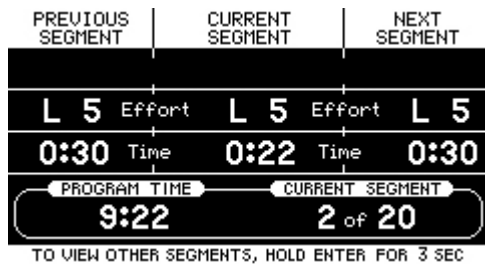 PREVIOUS SEGMENT CURRENT SEGMENT NEXT SEGMENT
L 5 Effort L 5 Effort L 5
0:30 Time 0:22 Time 0:30
PROGRAM TIME CURRENT SEGMENT
9:22 2 of 20
TO VIEW OTHER SEGMENTS, HOLD ENTER FOR 3 SEC